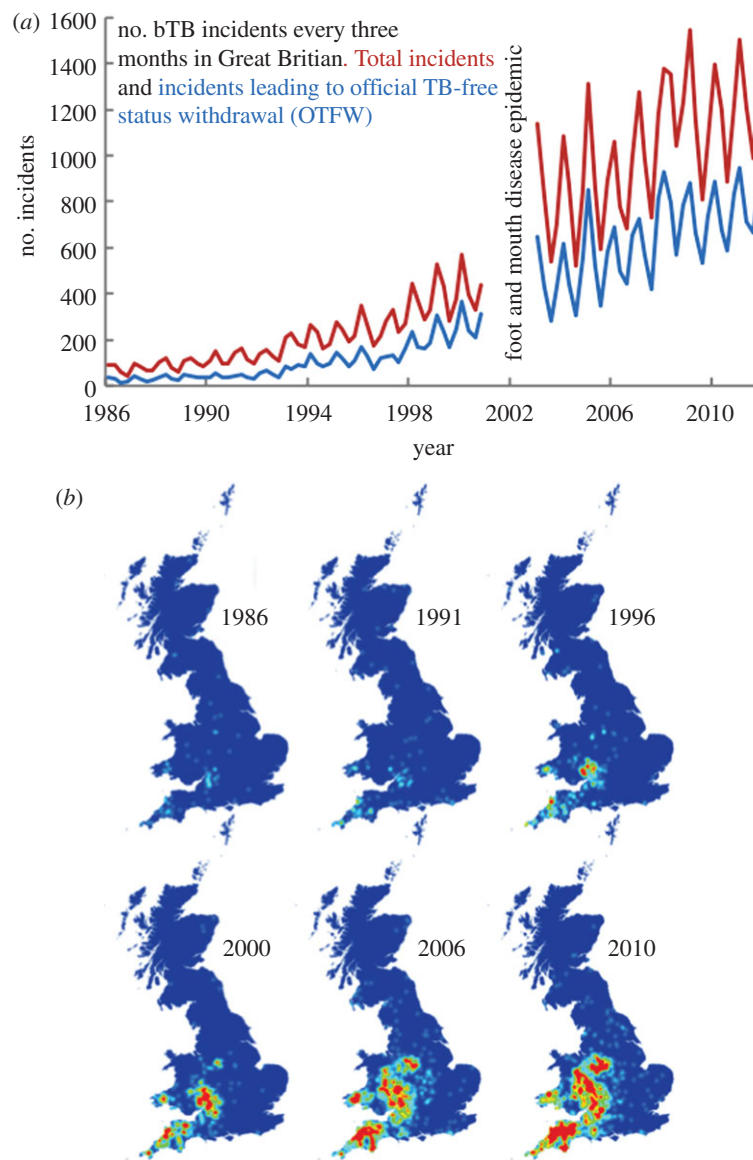 (a)
no. bTB incidents every three
months in Great Britian. Total incidents
and incidents leading to official TB-free
status withdrawal (OTFW)
1600
1400
1200
1000
800
600
400
200
0
no. incidents
foot and mouth disease epidemic
1986
1990
1994
1998
2002
2006
2010
year
(b)
1986
1991
1996
2000
2006
2010